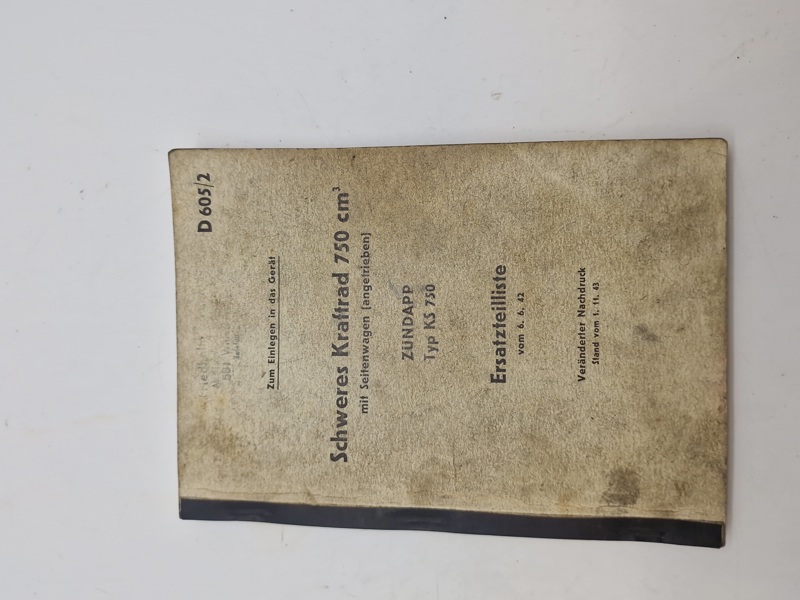 D 605/2
Zum Einlegen in das Gerät
Schweres Kraftrad 750 cm³
mit Seitenwagen (angetrieben)
ZÜNDAPP
Typ KS 750
Ersatzteilliste
vom 6. 6. 42
Veränderter Nachdruck
Stand vom 1. 11. 43